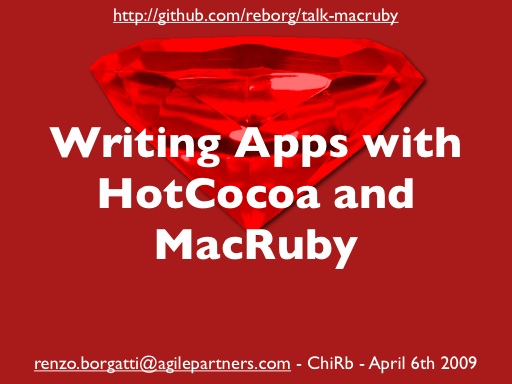 http://github.com/reborg/talk-macruby
Writing Apps with
HotCocoa and
MacRuby
renzo.borgatti@agilepartners.com - ChiRb - April 6th 2009